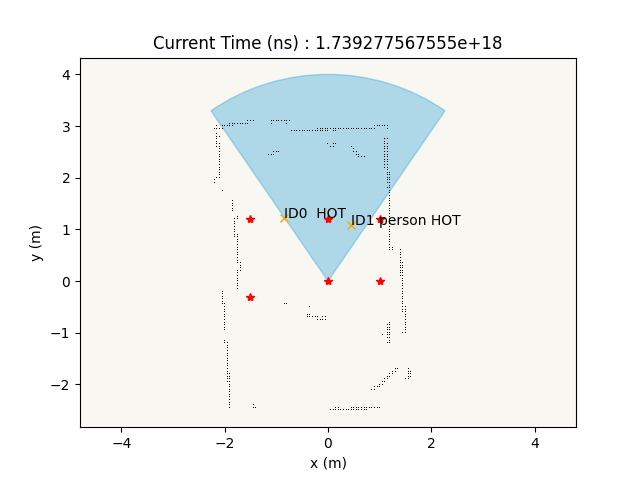 Current Time (ns) : 1.739277567555e+18
4
3
2
1
0
−1
−2
ID0  HOT
ID1 person HOT
−4
−2
0
2
4
x (m)
y (m)